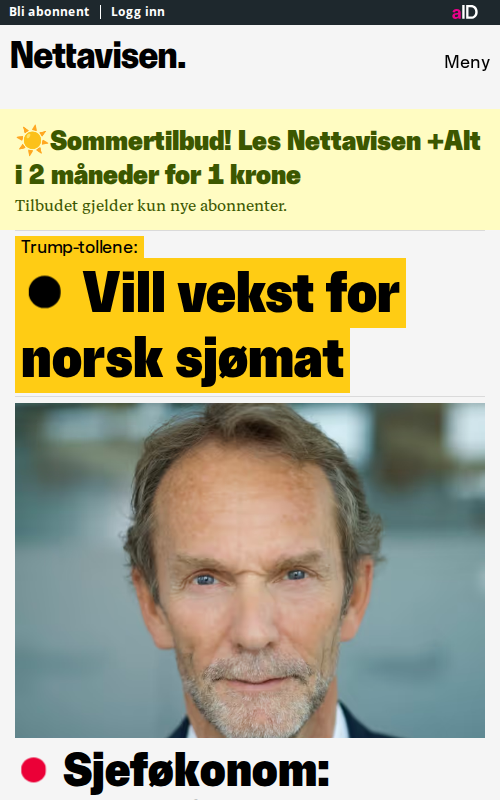 Bli abonnent | Logg inn
aID
Nettavisen.
Meny
☀️Sommertilbud! Les Nettavisen +Alt
i 2 måneder for 1 krone
Tilbudet gjelder kun nye abonnenter.
Trump-tollene:
● Vill vekst for
norsk sjømat
Sjeføkonom: